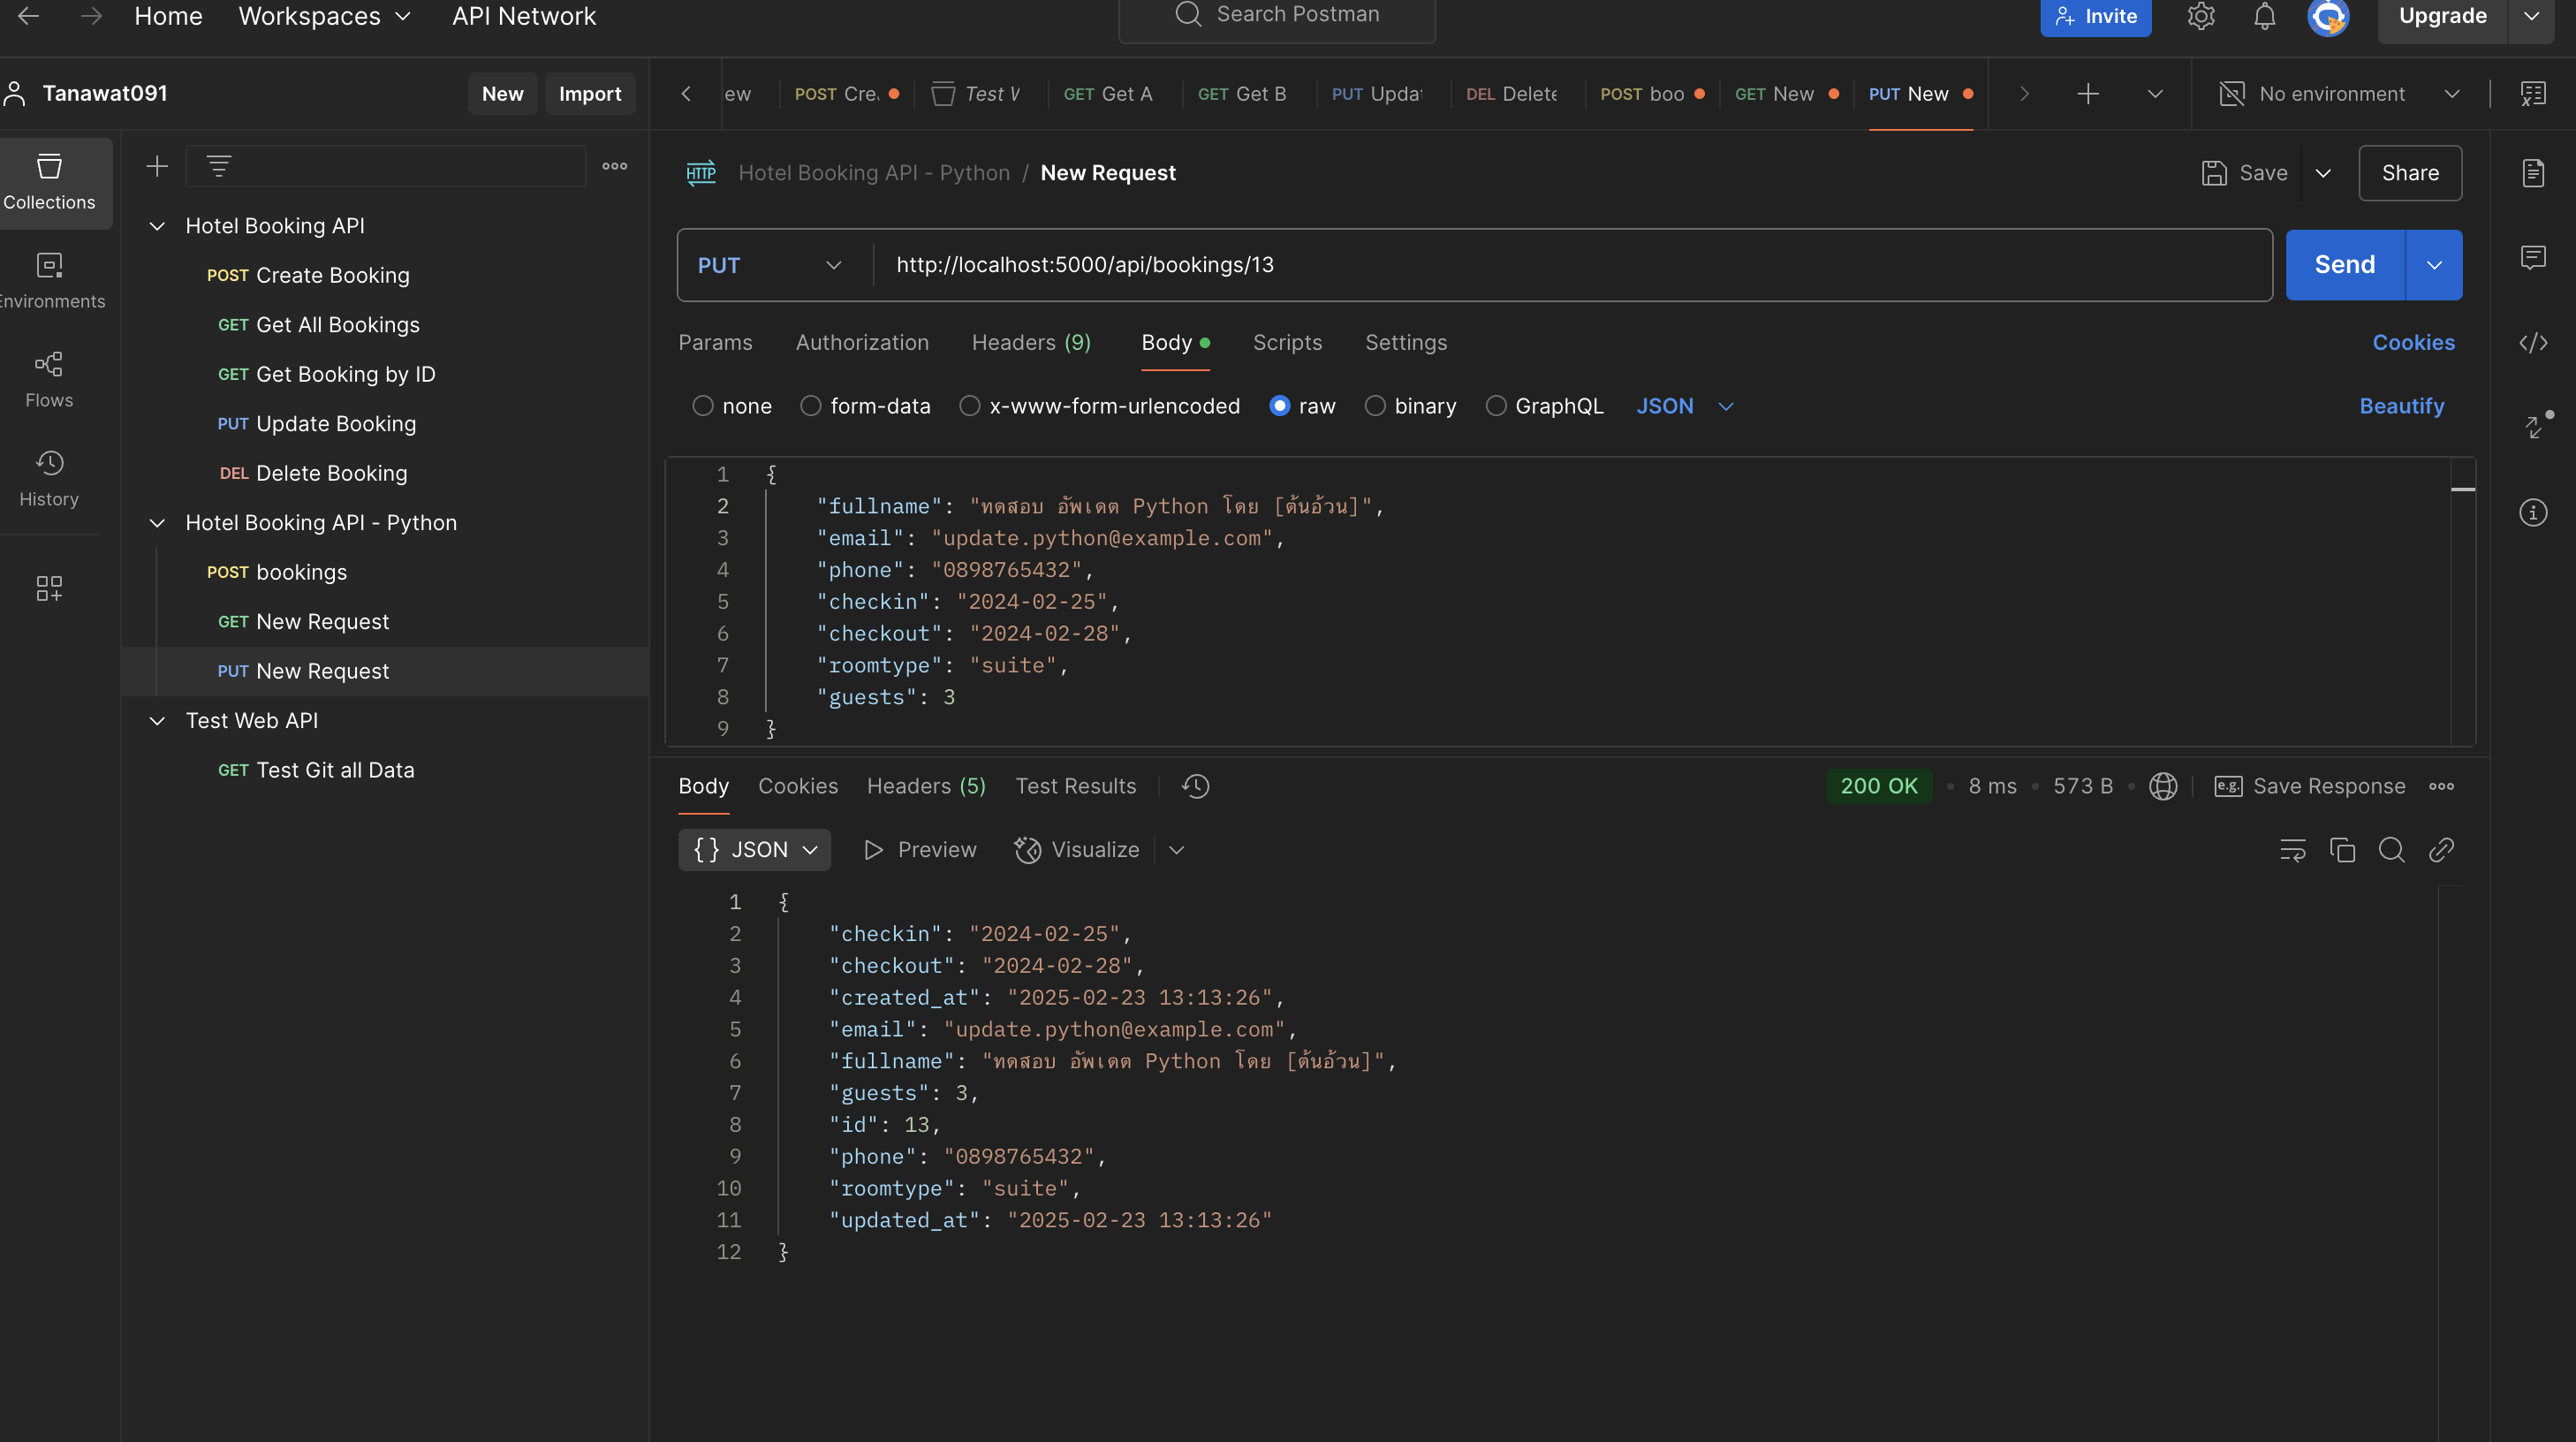 Home Workspaces API Network Search Postman Invite Upgrade
Tanawat091 New Import ew POST Cre. Test V GET Get A GET Get B PUT Updat DEL Delete POST boo GET New PUT New No environment
Collections
Environments
Flows
History
Hotel Booking API
POST Create Booking
GET Get All Bookings
GET Get Booking by ID
PUT Update Booking
DEL Delete Booking
Hotel Booking API - Python
POST bookings
GET New Request
PUT New Request
Test Web API
GET Test Git all Data
HTTP Hotel Booking API - Python / New Request Save Share
PUT http://localhost:5000/api/bookings/13 Send
Params Authorization Headers (9) Body Scripts Settings Cookies
none form-data x-www-form-urlencoded raw binary GraphQL JSON Beautify
1 {
2 "fullname": "ทดสอบ อัพเดต Python โดย [ต้นอ้วน]",
3 "email": "update.python@example.com",
4 "phone": "0898765432",
5 "checkin": "2024-02-25",
6 "checkout": "2024-02-28",
7 "roomtype": "suite",
8 "guests": 3
9 }
Body Cookies Headers (5) Test Results 200 OK • 8 ms • 573 B • e.g. Save Response
{} JSON Preview Visualize
1 {
2 "checkin": "2024-02-25",
3 "checkout": "2024-02-28",
4 "created_at": "2025-02-23 13:13:26",
5 "email": "update.python@example.com",
6 "fullname": "ทดสอบ อัพเดต Python โดย [ต้นอ้วน]",
7 "guests": 3,
8 "id": 13,
9 "phone": "0898765432",
10 "roomtype": "suite",
11 "updated_at": "2025-02-23 13:13:26"
12 }